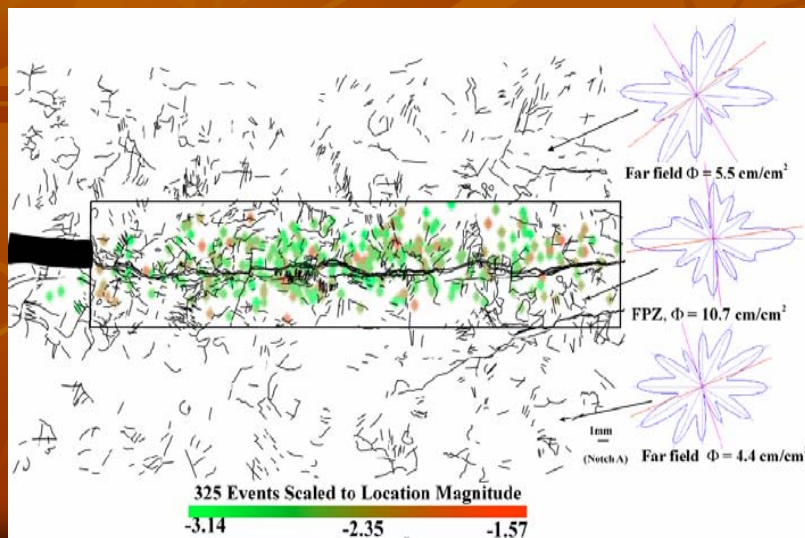 Far field Φ = 5.5 cm/cm²
FPZ, Φ = 10.7 cm/cm²
1mm
(Notch A)
Far field Φ = 4.4 cm/cm²
325 Events Scaled to Location Magnitude
-3.14 -2.35 -1.57